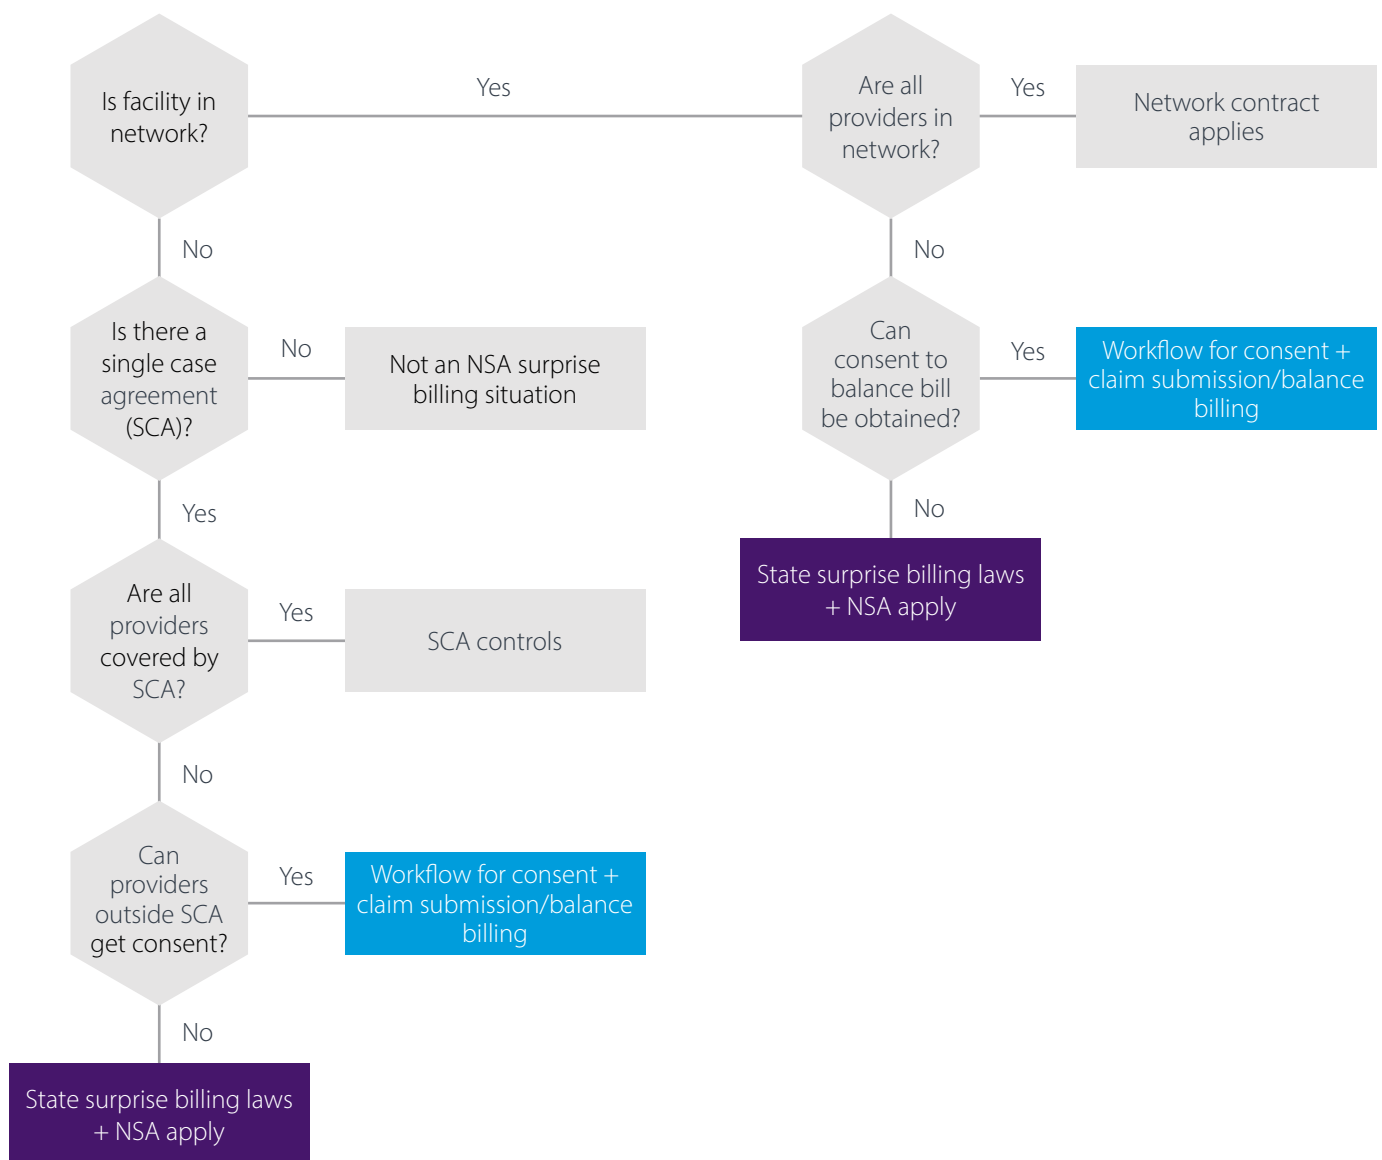 Is facility in
network?
Yes
Are all
providers in
network?
Yes
Network contract
applies
No
No
Is there a
single case
agreement
(SCA)?
No
Not an NSA surprise
billing situation
Can
consent to
balance bill
be obtained?
Yes
Workflow for consent +
claim submission/balance
billing
Yes
No
Are all
providers
covered by
SCA?
Yes
SCA controls
State surprise billing laws
+ NSA apply
No
Can
providers
outside SCA
get consent?
Yes
Workflow for consent +
claim submission/balance
billing
No
State surprise billing laws
+ NSA apply